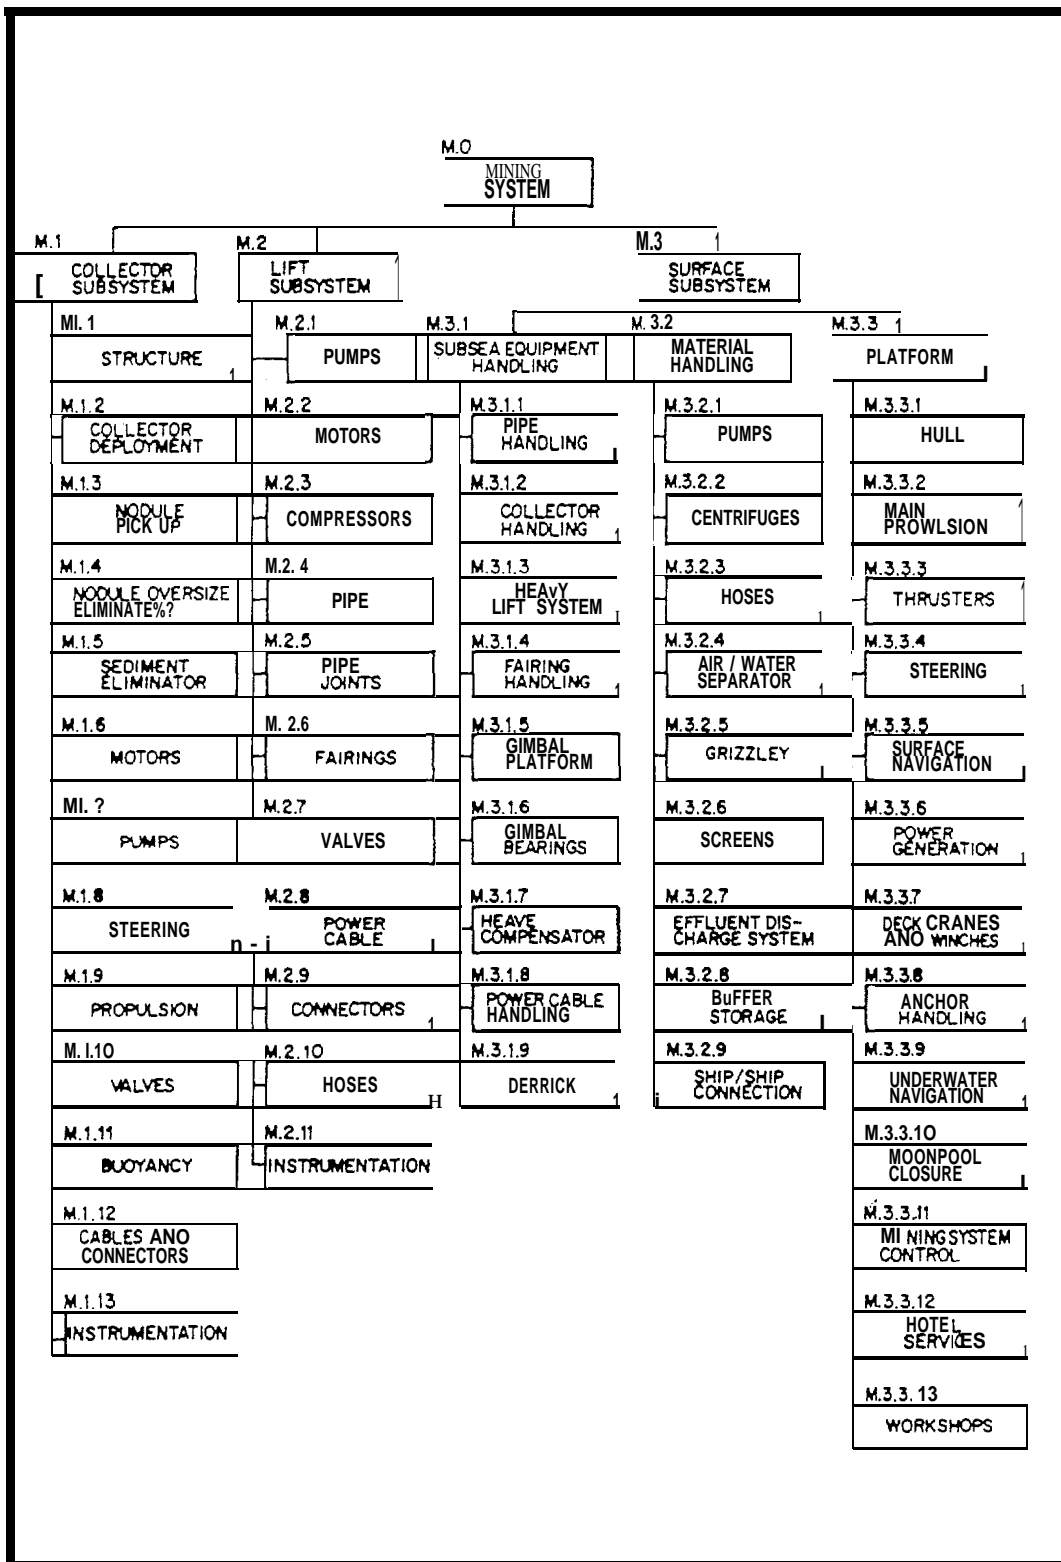 M.0
MINING
SYSTEM
M.1
COLLECTOR
SUBSYSTEM
M.2
LIFT
SUBSYSTEM
M.3
SURFACE
SUBSYSTEM
MI. 1
STRUCTURE
M.1.2
COLLECTOR
DEPLOYMENT
M.1.3
NODULE
PICK UP
M.1.4
NODULE OVERSIZE
ELIMINATE%?
M.1.5
SEDIMENT
ELIMINATOR
M.1.6
MOTORS
MI. ?
PUMPS
M.1.8
STEERING
n - i
M.1.9
PROPULSION
M. I.10
VALVES
M.1.11
BUOYANCY
M.1.12
CABLES ANO
CONNECTORS
M.1.13
INSTRUMENTATION
M.2.1
PUMPS
M.2.2
MOTORS
M.2.3
COMPRESSORS
M.2. 4
PIPE
M.2.5
PIPE
JOINTS
M. 2.6
FAIRINGS
M.2.7
VALVES
M.2.8
POWER
CABLE
M.2.9
CONNECTORS
M.2.10
HOSES
H
M.2.11
INSTRUMENTATION
M.3.1
SUBSEA EQUIPMENT
HANDLING
M.3.1.1
PIPE
HANDLING
M.3.1.2
COLLECTOR
HANDLING
M.3.1.3
HEAvY
LIFT SYSTEM
M.3.1.4
FAIRING
HANDLING
M.3.1.5
GIMBAL
PLATFORM
M.3.1.6
GIMBAL
BEARINGS
M.3.1.7
HEAVE
COMPENSATOR
M.3.1.8
POWER CABLE
HANDLING
M.3.1.9
DERRICK
M. 3.2
MATERIAL
HANDLING
M.3.2.1
PUMPS
M.3.2.2
CENTRIFUGES
M.3.2.3
HOSES
M.3.2.4
AIR / WATER
SEPARATOR
M.3.2.5
GRIZZLEY
M.3.2.6
SCREENS
M.3.2.7
EFFLUENT DIS-
CHARGE SYSTEM
M.3.2.8
BuFFER
STORAGE
M.3.2.9
SHIP/SHIP
CONNECTION
M.3.3
PLATFORM
M.3.3.1
HULL
M.3.3.2
MAIN
PROWLSION
M.3.3.3
THRUSTERS
M.3.3.4
STEERING
M.3.3.5
SURFACE
NAVIGATION
M.3.3.6
POWER
GENERATION
M.3.3.7
DECK CRANES
ANO WINCHES
M.3.3.8
ANCHOR
HANDLING
M.3.3.9
UNDERWATER
NAVIGATION
M.3.3.10
MOONPOOL
CLOSURE
M.3.3.11
MI NING SYSTEM
CONTROL
M.3.3.12
HOTEL
SERVICES
M.3.3.13
WORKSHOPS